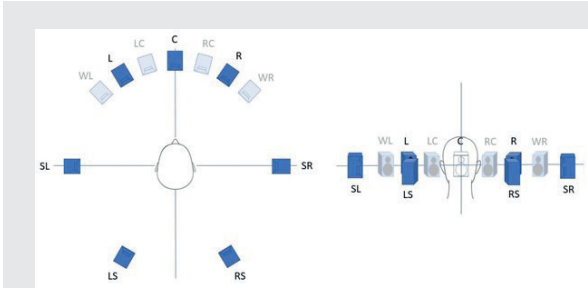 C
LC RC
L R
WL WR
SL SR
LS RS
WL L LC C RC R WR
SL LS RS SR